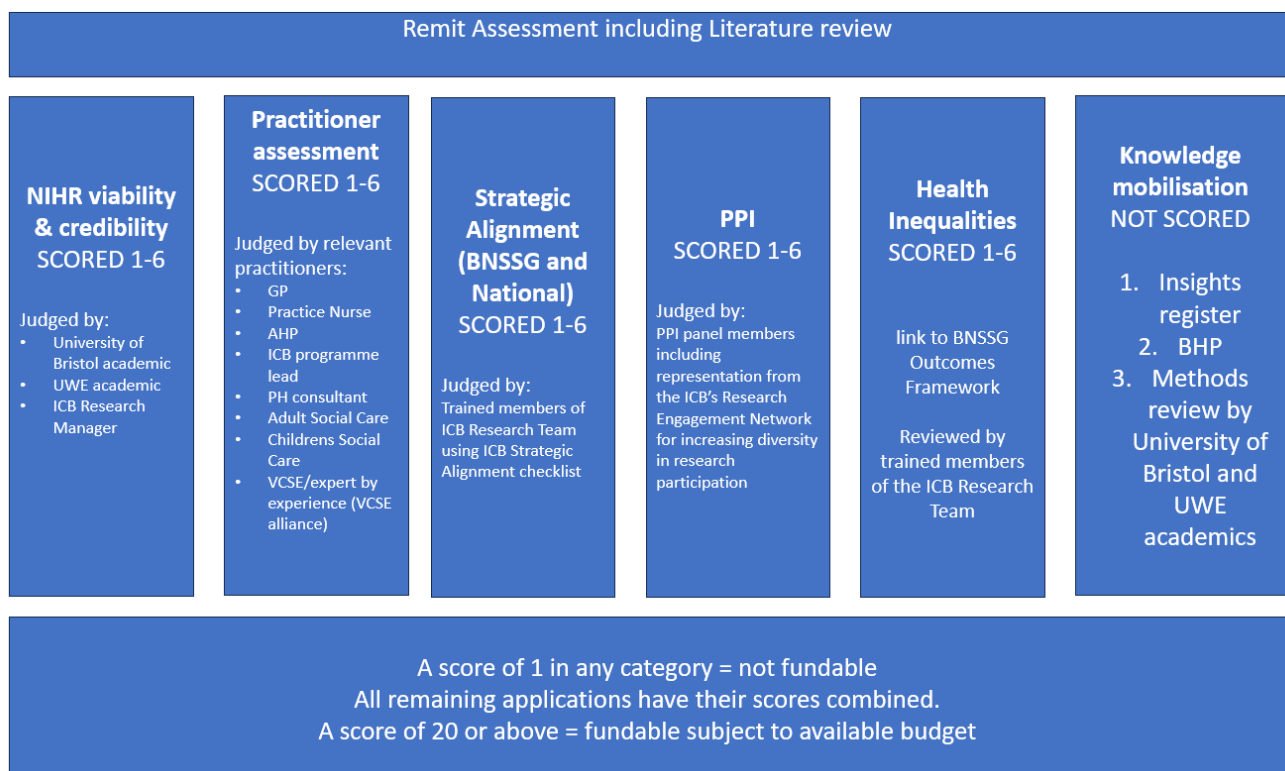 Remit Assessment including Literature review
NIHR viability
& credibility
SCORED 1-6
Judged by:
• University of
Bristol academic
• UWE academic
• ICB Research
Manager
Practitioner
assessment
SCORED 1-6
Judged by relevant
practitioners:
• GP
• Practice Nurse
• AHP
• ICB programme
lead
• PH consultant
• Adult Social Care
• Childrens Social
Care
• VCSE/expert by
experience (VCSE
alliance)
Strategic
Alignment
(BNSSG and
National)
SCORED 1-6
Judged by:
Trained members of
ICB Research Team
using ICB Strategic
Alignment checklist
PPI
SCORED 1-6
Judged by:
PPI panel members
including
representation from
the ICB's Research
Engagement Network
for increasing diversity
in research
participation
Health
Inequalities
SCORED 1-6
link to BNSSG
Outcomes
Framework
Reviewed by
trained members
of the ICB Research
Team
Knowledge
mobilisation
NOT SCORED
1. Insights
register
2. BHP
3. Methods
review by
University of
Bristol and
UWE
academics
A score of 1 in any category = not fundable
All remaining applications have their scores combined.
A score of 20 or above = fundable subject to available budget